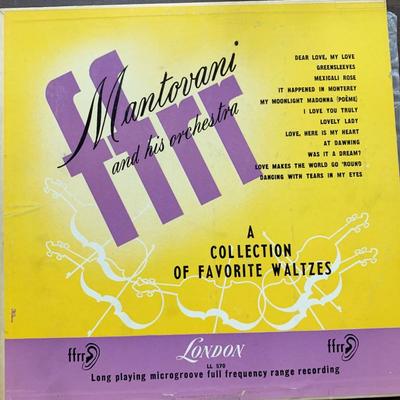 ffrr
Mantovani
and his orchestra
DEAR LOVE, MY LOVE
GREENSLEEVES
MEXICALI ROSE
IT HAPPENED IN MONTEREY
MY MOONLIGHT MADONNA (POÈME)
I LOVE YOU TRULY
LOVELY LADY
LOVE, HERE IS MY HEART
AT DAWNING
WAS IT A DREAM?
LOVE MAKES THE WORLD GO 'ROUND
DANCING WITH TEARS IN MY EYES
A
COLLECTION
OF FAVORITE WALTZES
ffrr
LONDON
ffrr
LL 570
Long playing microgroove full frequency range recording